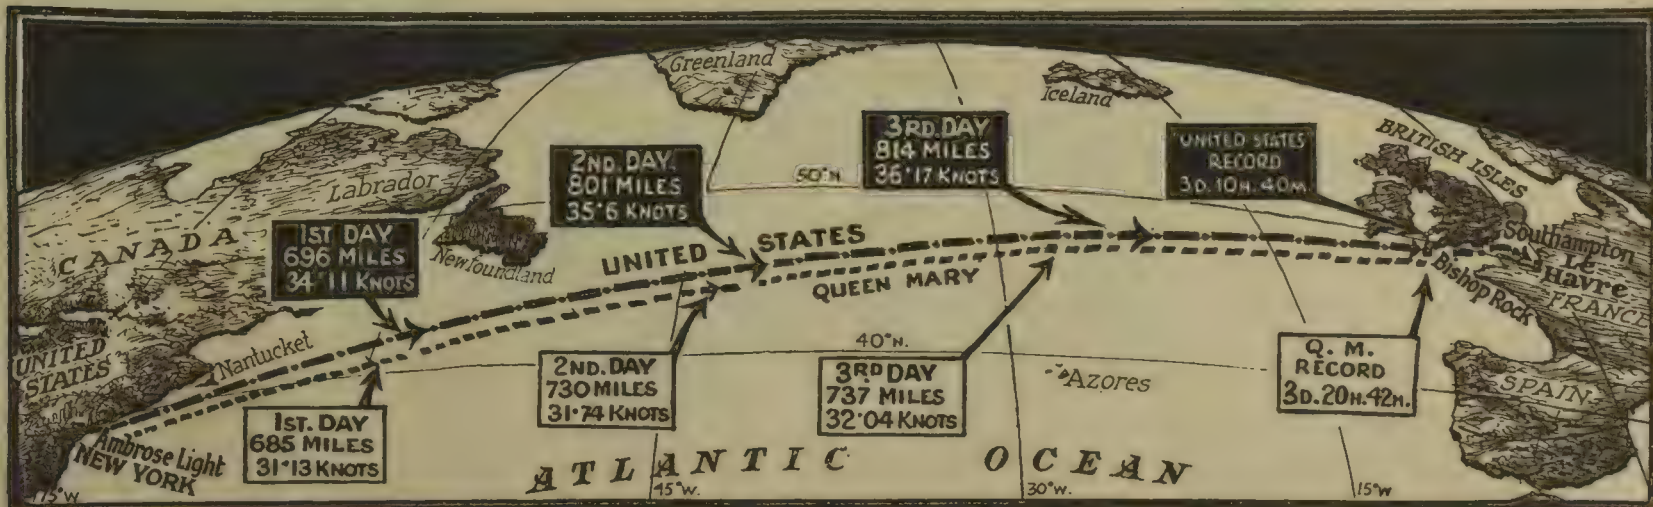 Greenland
Iceland
BRITISH ISLES
Labrador
CANADA
Newfoundland
1ST DAY
696 MILES
34·11 KNOTS
2ND. DAY.
801 MILES
35·6 KNOTS
50°N
3RD. DAY
814 MILES
36·17 KNOTS
UNITED STATES
RECORD
3D. 10H. 40M.
UNITED STATES
QUEEN MARY
Southampton
Le
Havre
FRANCE
Bishop Rock
UNITED
STATES
Nantucket
40°N.
Azores
SPAIN
1ST. DAY
685 MILES
31·13 KNOTS
2ND. DAY
730 MILES
31·74 KNOTS
3RD DAY
737 MILES
32·04 KNOTS
Q. M.
RECORD
3D. 20H. 42M.
Ambrose Light
NEW YORK
ATLANTIC OCEAN
75°W
45°W.
30°W.
15°W